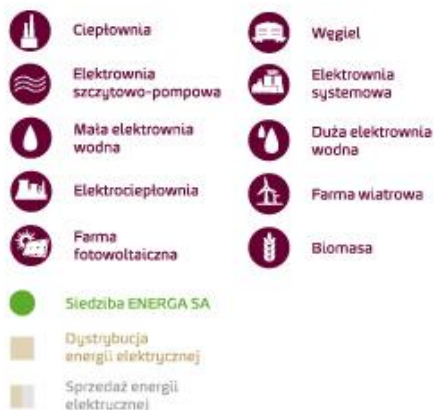 Ciepłownia
Węgiel
Elektrownia
szczytowo-pompowa
Elektrownia
systemowa
Mała elektrownia
wodna
Duża elektrownia
wodna
Elektrociepłownia
Farma wiatrowa
Farma
fotowoltaiczna
Biomasa
Siedziba ENERGA SA
Dystrybucja
energii elektrycznej
Sprzedaż energii
elektrycznej